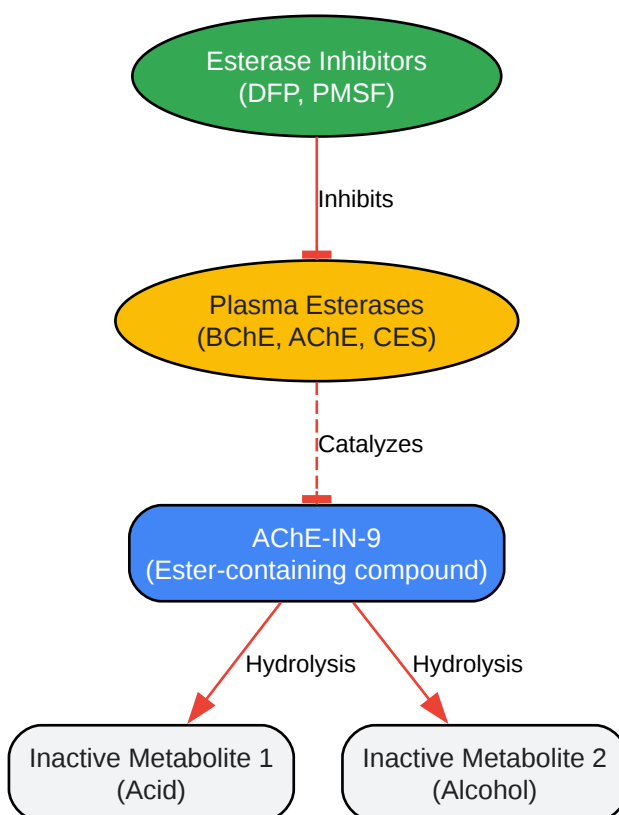 Esterase Inhibitors
(DFP, PMSF)
Inhibits
Plasma Esterases
(BChE, AChE, CES)
Catalyzes
AChE-IN-9
(Ester-containing compound)
Hydrolysis
Hydrolysis
Inactive Metabolite 1
(Acid)
Inactive Metabolite 2
(Alcohol)